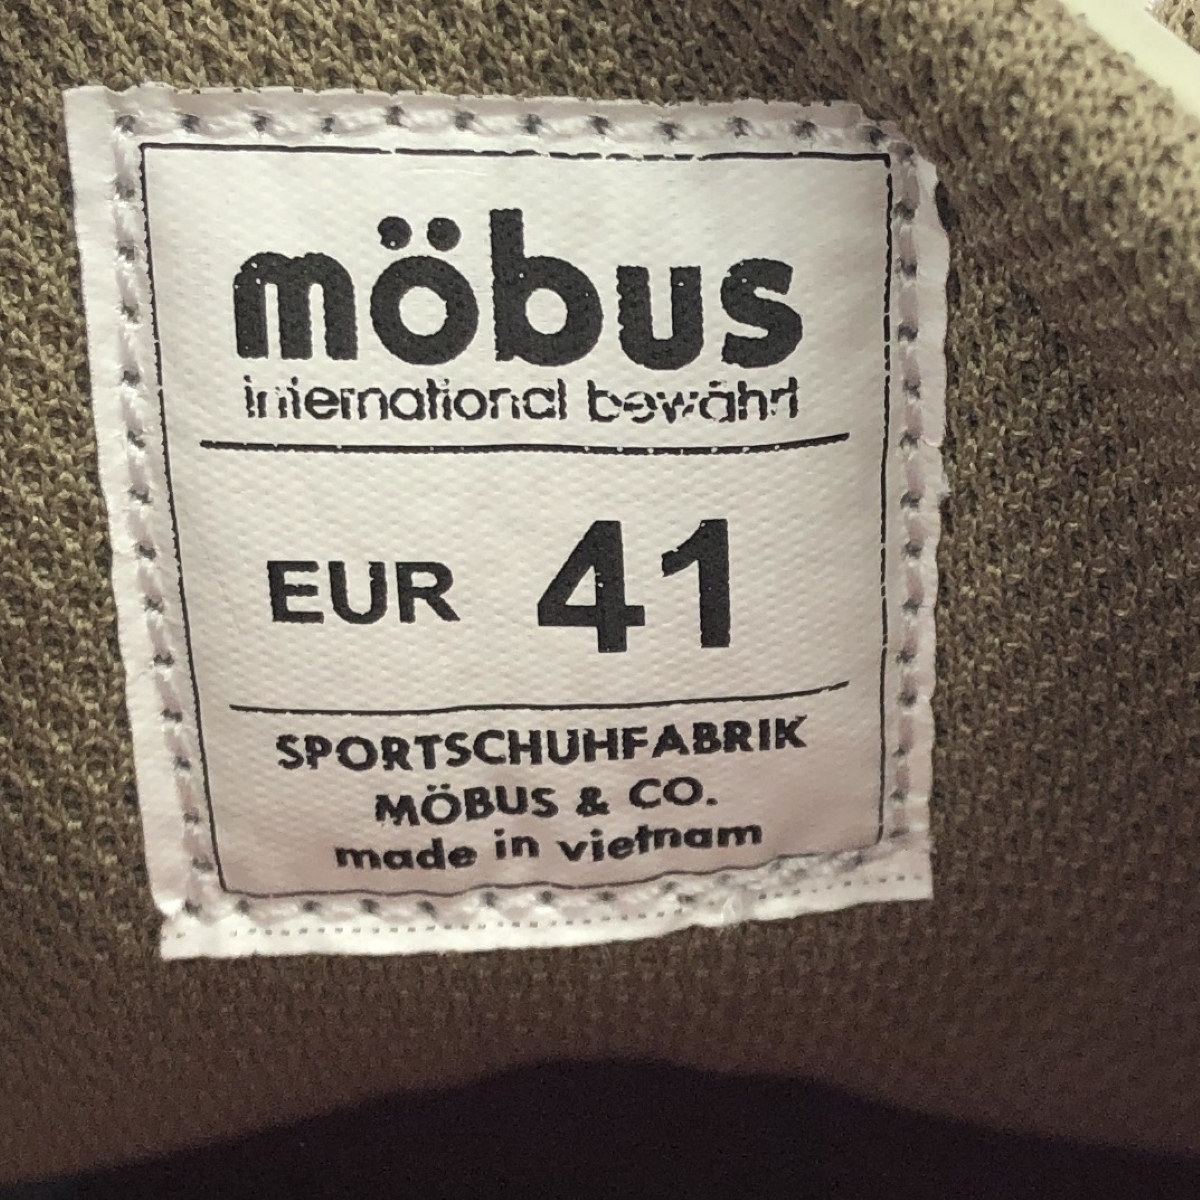 möbus
international bewährt
EUR 41
SPORTSCHUHFABRIK
MÖBUS & CO.
made in vietnam